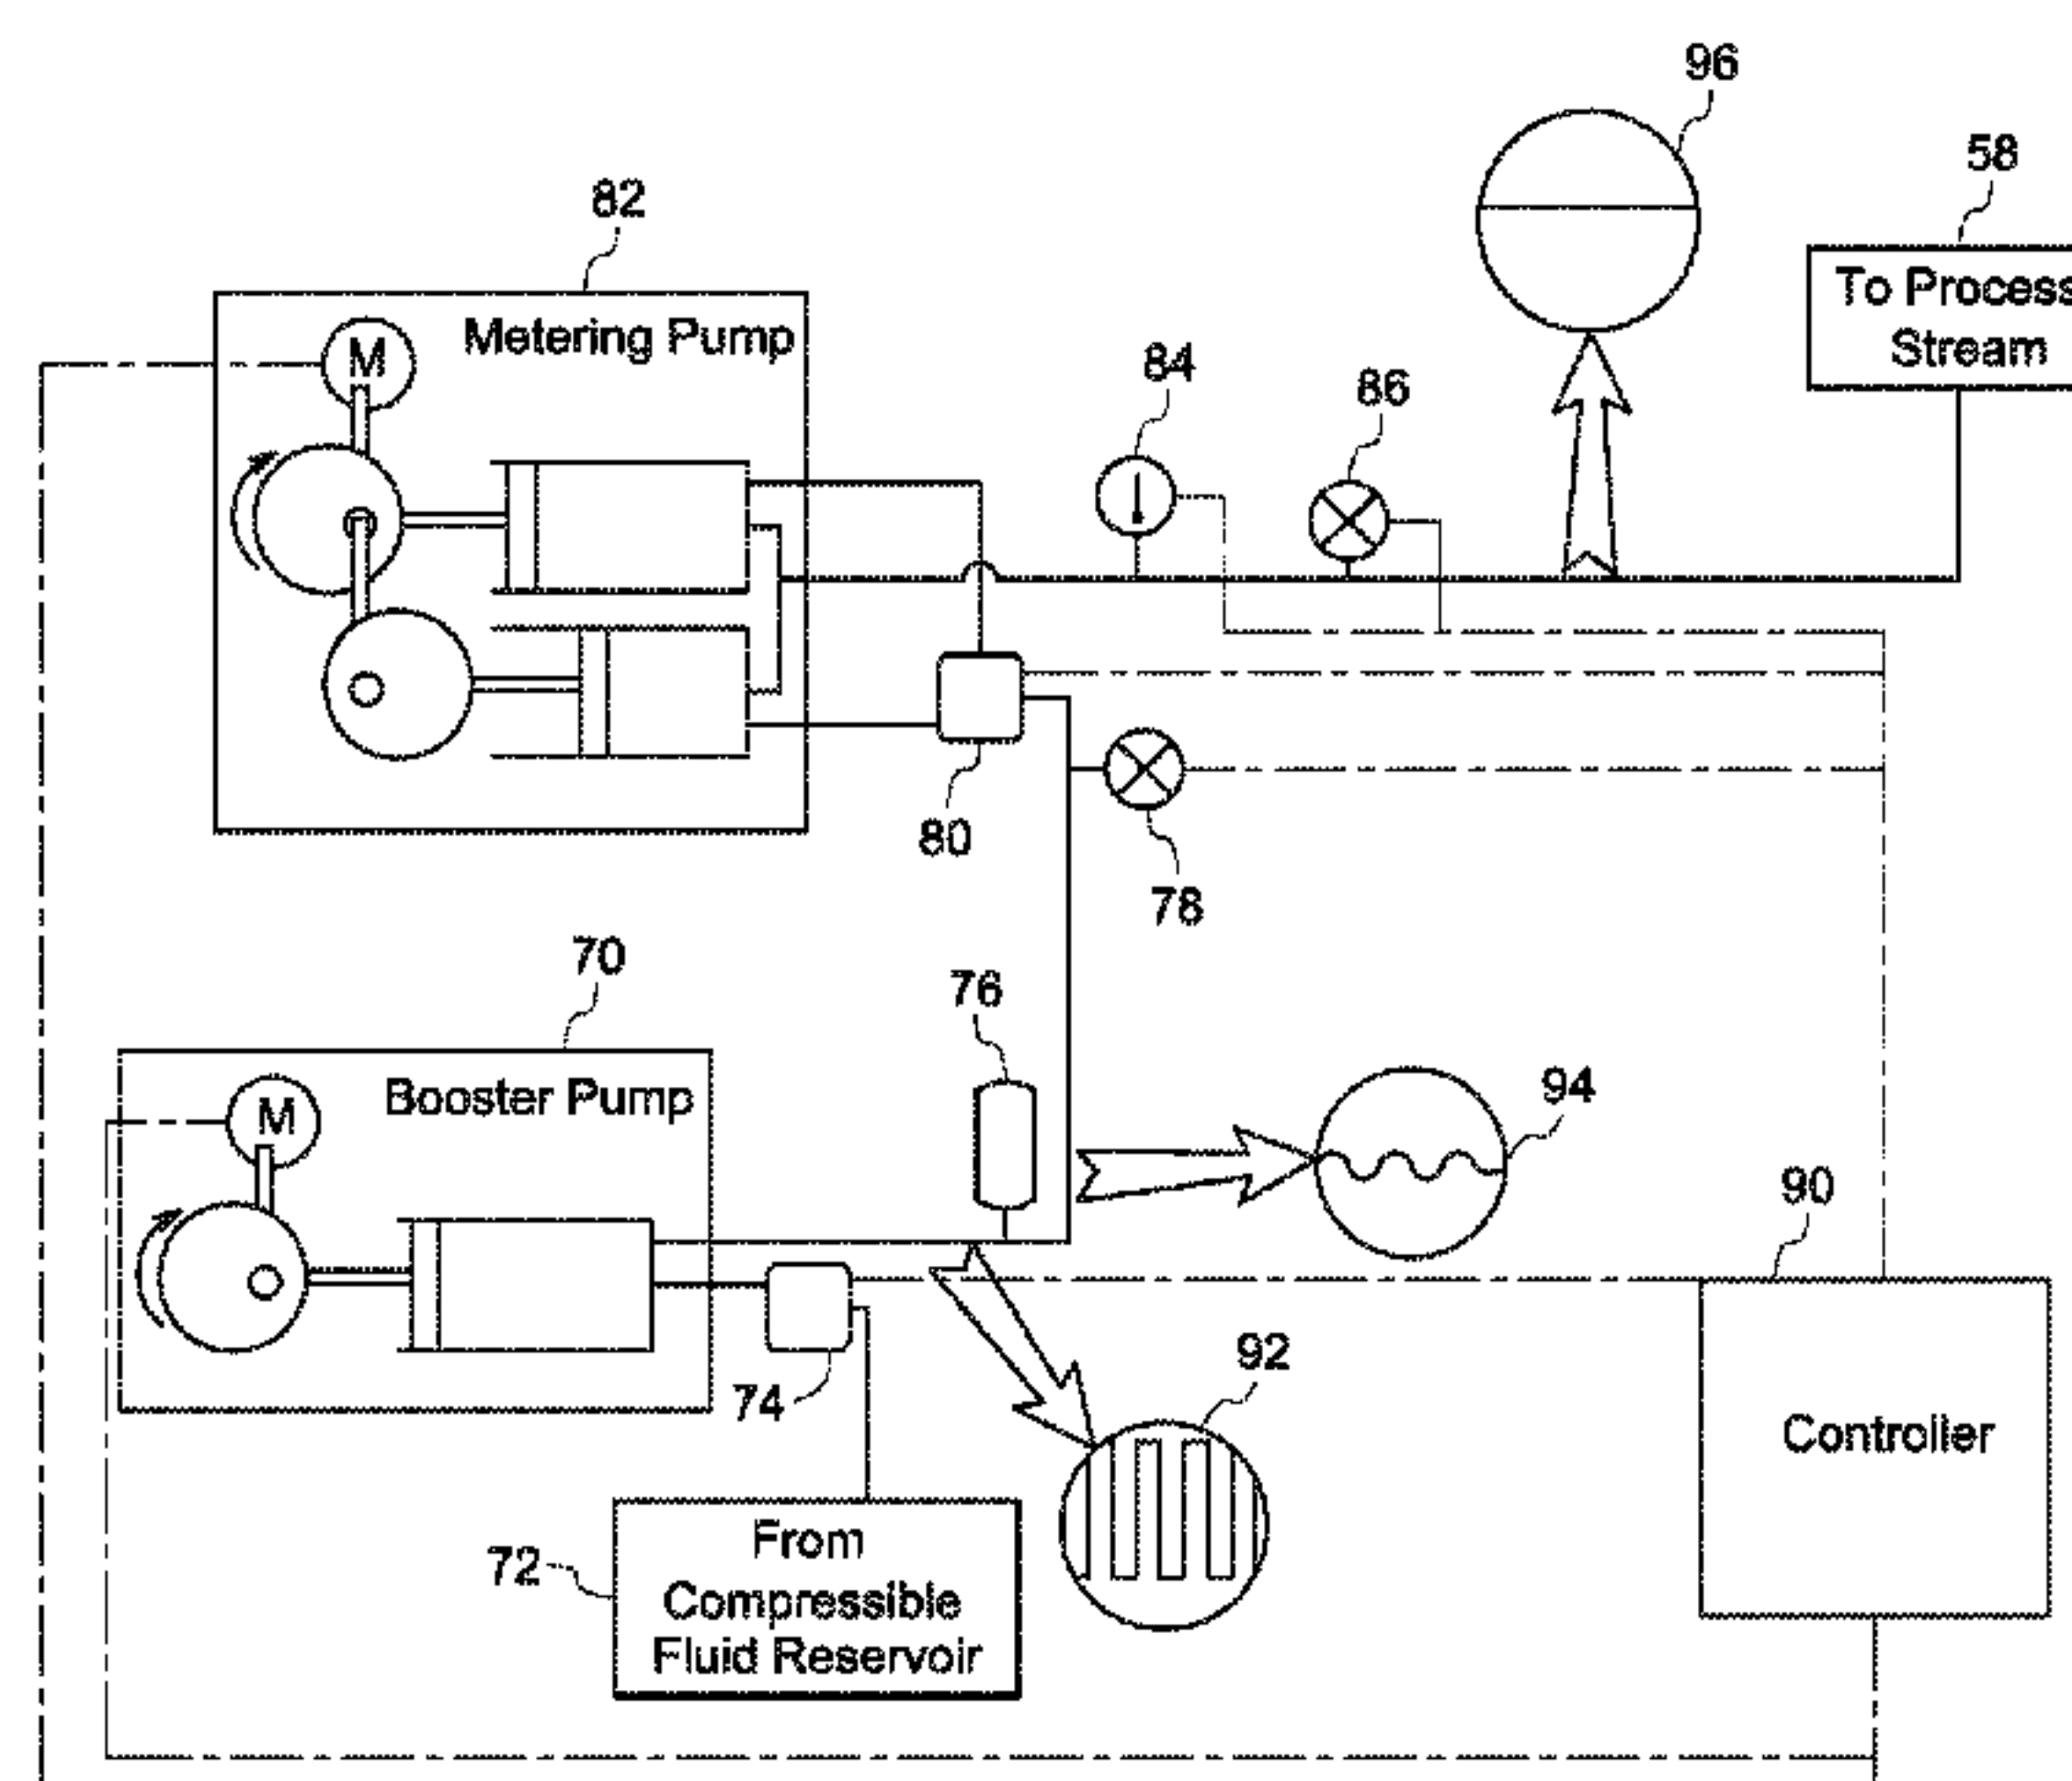 96
58
To Process
Stream
82
Metering Pump
M
84
86
80
78
70
76
Booster Pump
M
94
90
74
92
Controller
72
From
Compressible
Fluid Reservoir